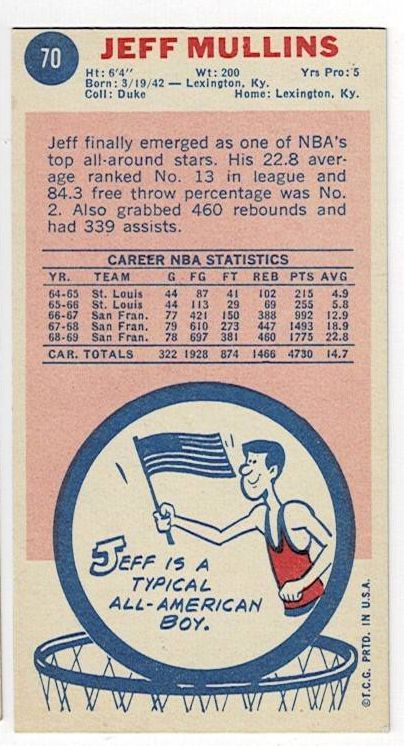 70
JEFF MULLINS
Ht: 6'4" Wt: 200 Yrs Pro: 5
Born: 3/19/42 — Lexington, Ky.
Coll: Duke Home: Lexington, Ky.
Jeff finally emerged as one of NBA's
top all-around stars. His 22.8 aver-
age ranked No. 13 in league and
84.3 free throw percentage was No.
2. Also grabbed 460 rebounds and
had 339 assists.
CAREER NBA STATISTICS
YR. TEAM G FG FT REB PTS AVG
64-65 St. Louis 44 87 41 102 215 4.9
65-66 St. Louis 44 113 29 69 255 5.8
66-67 San Fran. 77 421 150 388 992 12.9
67-68 San Fran. 79 610 273 447 1493 18.9
68-69 San Fran. 78 697 381 460 1775 22.8
CAR. TOTALS 322 1928 874 1466 4730 14.7
JEFF IS A
TYPICAL
ALL-AMERICAN
BOY.
©T.C.G. PRTD. IN U.S.A.